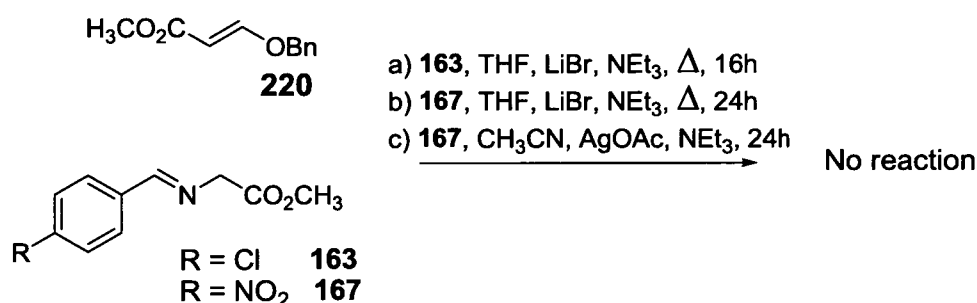 H₃CO₂C
OBn
220
a) 163, THF, LiBr, NEt₃, Δ, 16h
b) 167, THF, LiBr, NEt₃, Δ, 24h
c) 167, CH₃CN, AgOAc, NEt₃, 24h
No reaction
N
CO₂CH₃
R
R = Cl 163
R = NO₂ 167